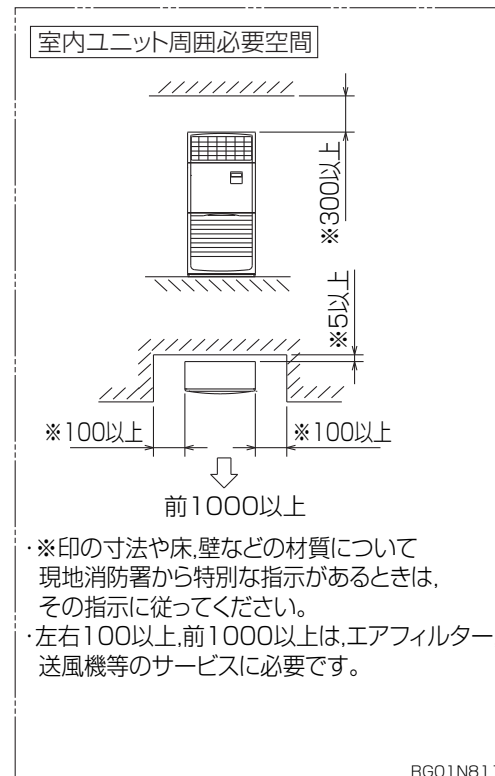 室内ユニット周囲必要空間
※300以上
※5以上
※100以上
※100以上
前1000以上
・※印の寸法や床,壁などの材質について
現地消防署から特別な指示があるときは,
その指示に従ってください。
・左右100以上,前1000以上は,エアフィルター
送風機等のサービスに必要です。